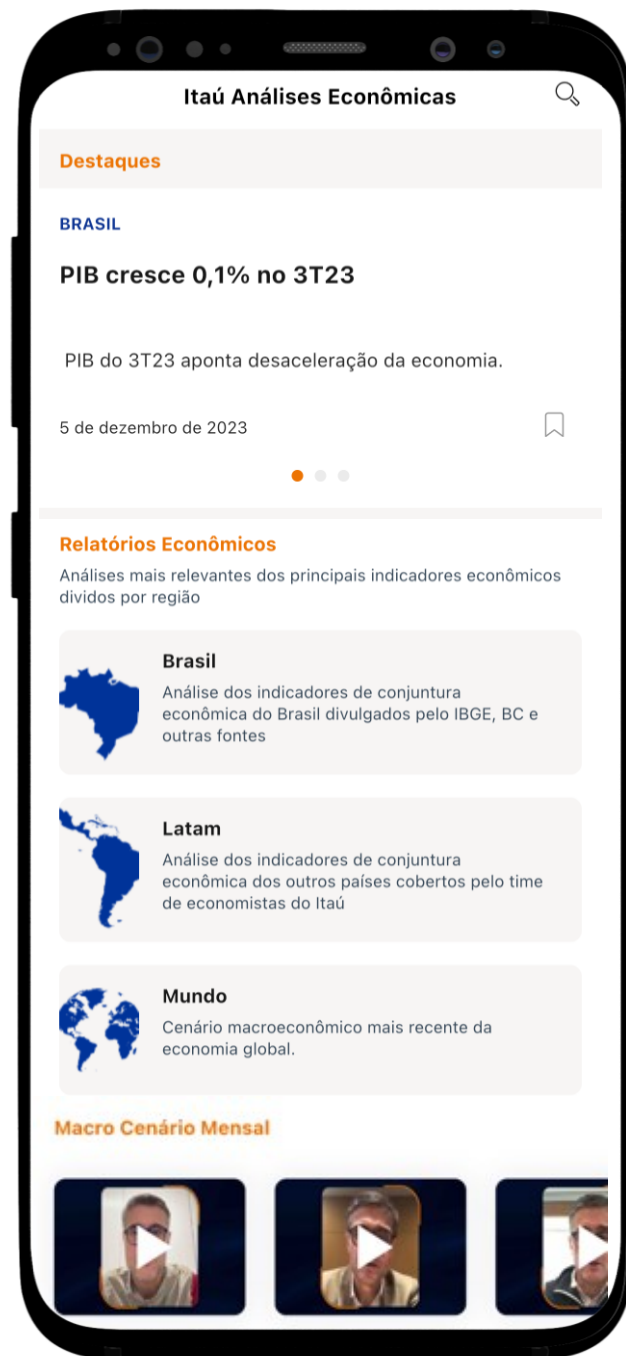 Itaú Análises Econômicas
Destaques
BRASIL
PIB cresce 0,1% no 3T23
PIB do 3T23 aponta desaceleração da economia.
5 de dezembro de 2023
Relatórios Econômicos
Análises mais relevantes dos principais indicadores econômicos
dividos por região
Brasil
Análise dos indicadores de conjuntura
econômica do Brasil divulgados pelo IBGE, BC e
outras fontes
Latam
Análise dos indicadores de conjuntura
econômica dos outros países cobertos pelo time
de economistas do Itaú
Mundo
Cenário macroeconômico mais recente da
economia global.
Macro Cenário Mensal